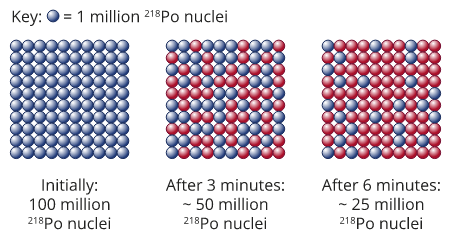 Key: = 1 million ²¹⁸Po nuclei
Initially:
100 million
²¹⁸Po nuclei
After 3 minutes:
~ 50 million
²¹⁸Po nuclei
After 6 minutes:
~ 25 million
²¹⁸Po nuclei